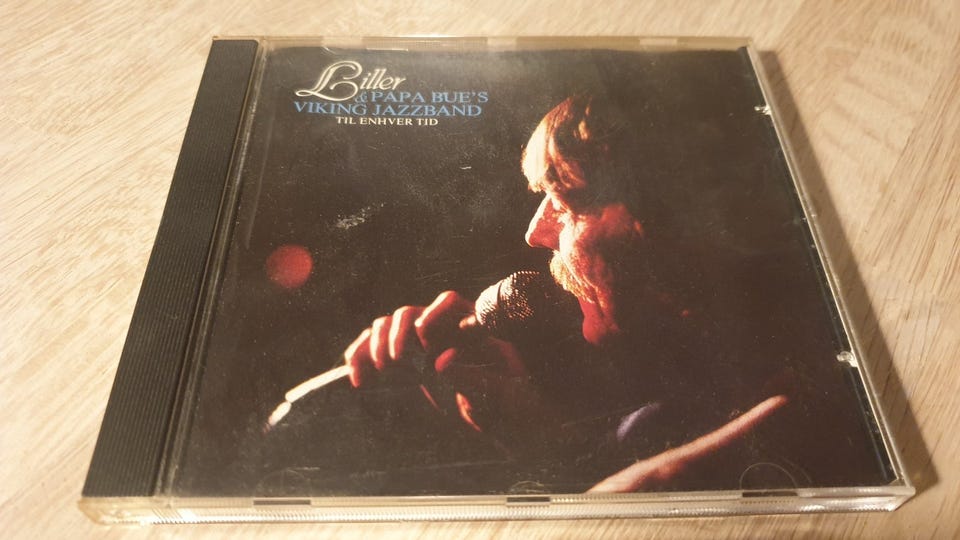 Liller
& PAPA BUE'S
VIKING JAZZBAND
TIL ENHVER TID